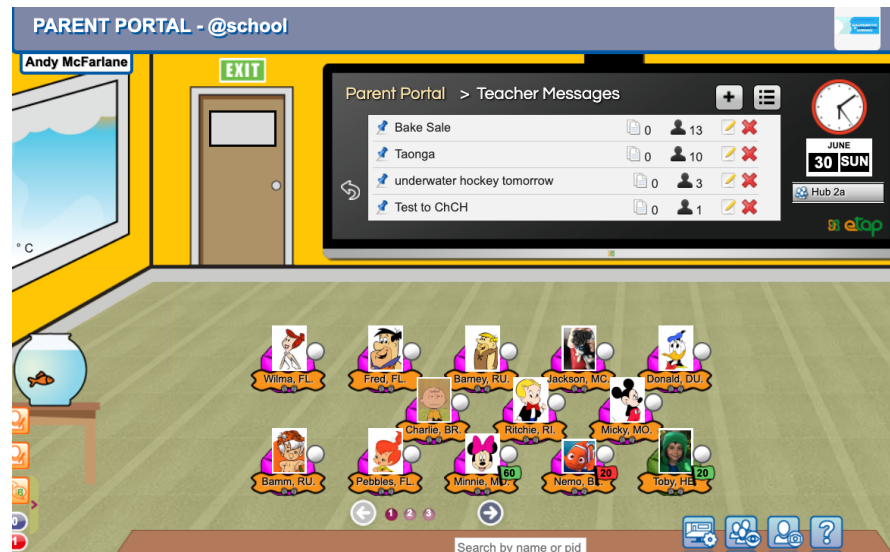 PARENT PORTAL - @school
Andy McFarlane
EXIT
Parent Portal > Teacher Messages
Bake Sale 0 13
Taonga 0 10
underwater hockey tomorrow 0 3
Test to ChCH 0 1
JUNE
30 SUN
Hub 2a
etap
° C
Wilma, FL.
Fred, FL.
Barney, RU.
Jackson, MC.
Donald, DU.
Charlie, BR.
Ritchie, RI.
Micky, MO.
Bamm, RU.
Pebbles, FL.
Minnie, 60
Nemo, 20
Toby, HE 20
1 2 3
Search by name or pid
?